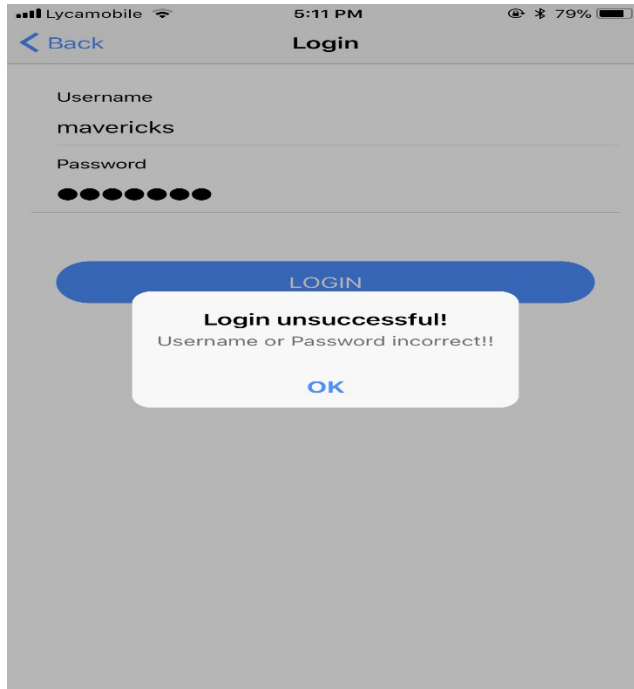 Lycamobile 5:11 PM 79%
Back Login
Username
mavericks
Password
●●●●●●●
LOGIN
Login unsuccessful!
Username or Password incorrect!!
OK